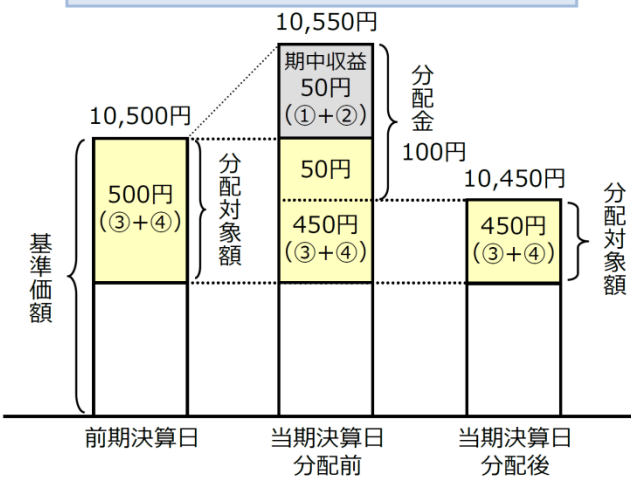 10,550円
期中収益
50円
(①+②)
分配金
100円
10,500円
500円
(③+④)
分配対象額
50円
450円
(③+④)
10,450円
450円
(③+④)
分配対象額
基準価額
前期決算日
当期決算日
分配前
当期決算日
分配後